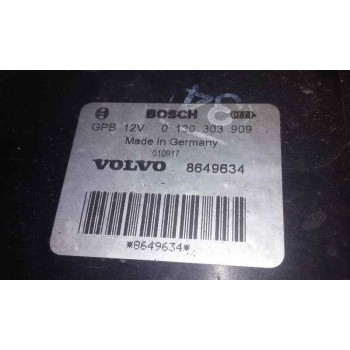 BOSCH
GPB 12V 0 130 303 909
Made in Germany
010917
VOLVO 8649634
*8649634*